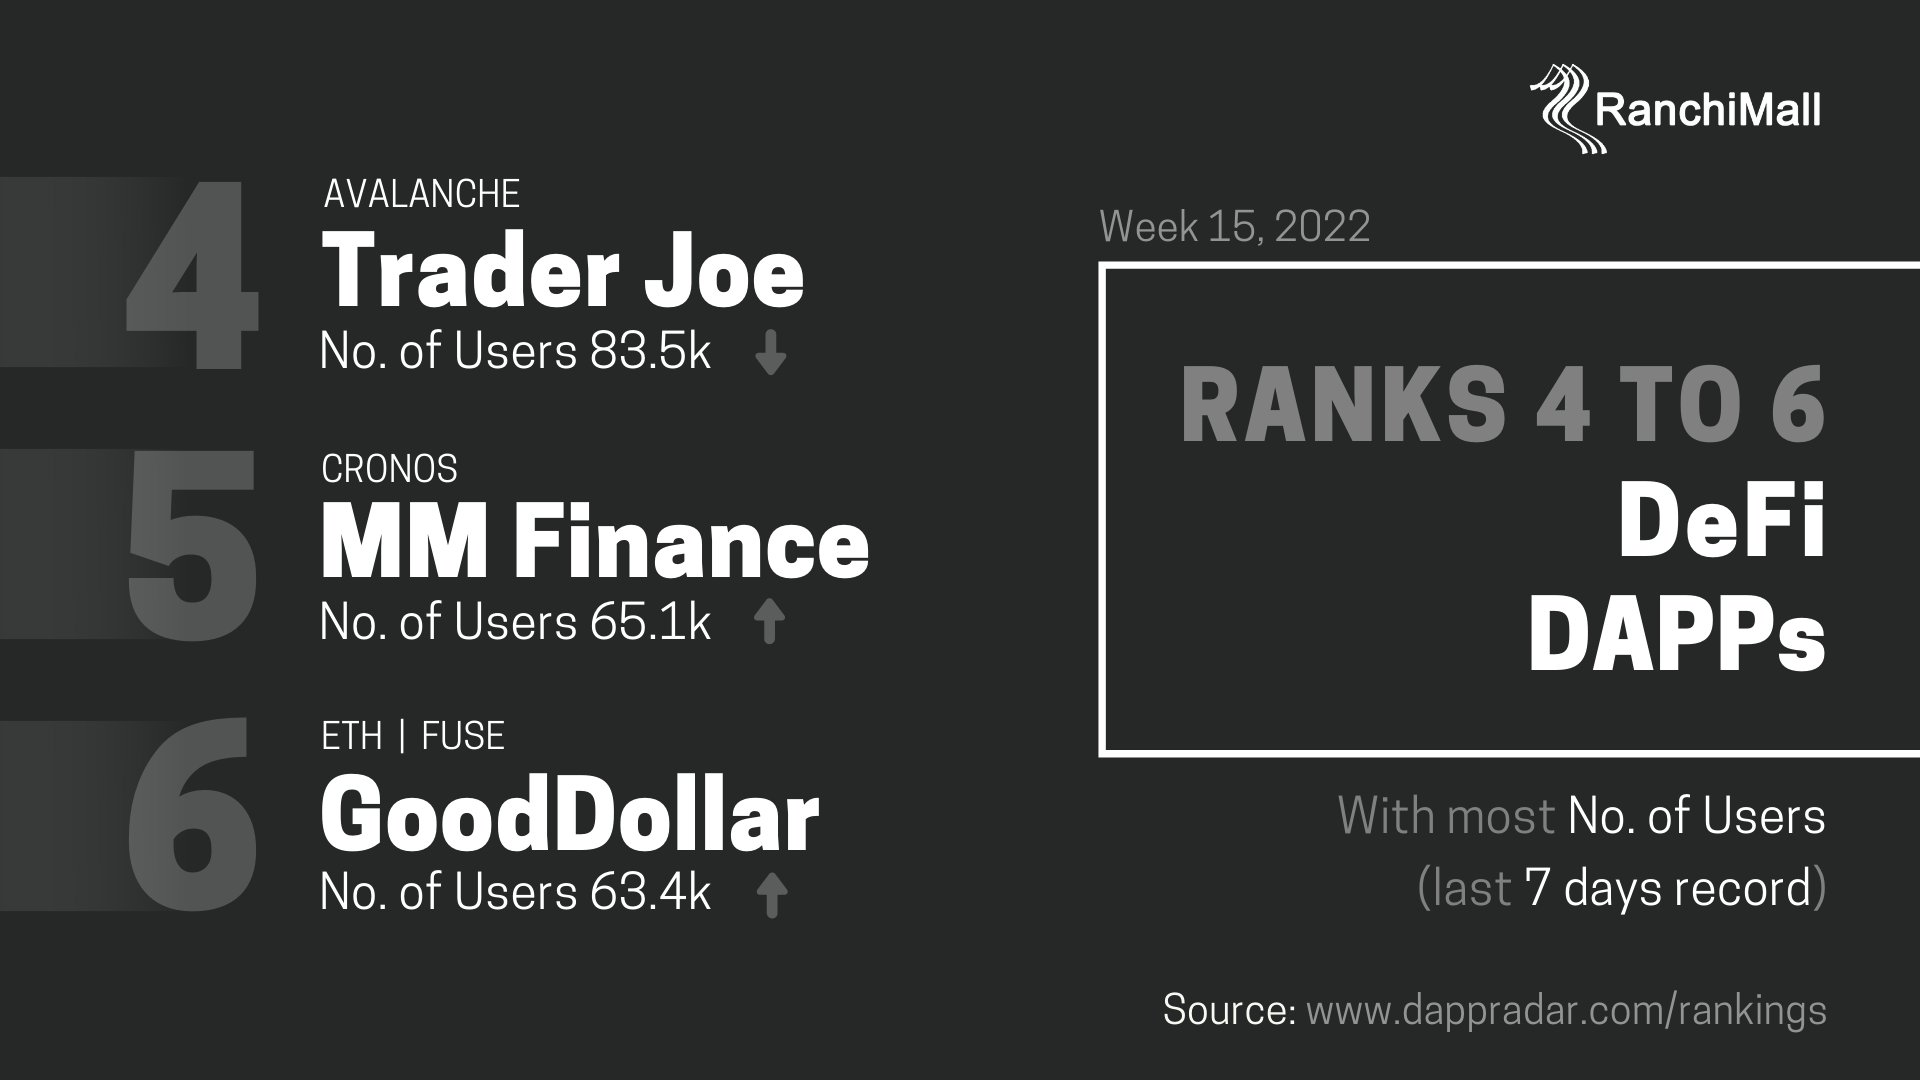 RanchiMall
4
AVALANCHE
Trader Joe
No. of Users 83.5k
5
CRONOS
MM Finance
No. of Users 65.1k
6
ETH | FUSE
GoodDollar
No. of Users 63.4k
Week 15, 2022
RANKS 4 TO 6
DeFi
DAPPs
With most No. of Users
(last 7 days record)
Source: www.dappradar.com/rankings